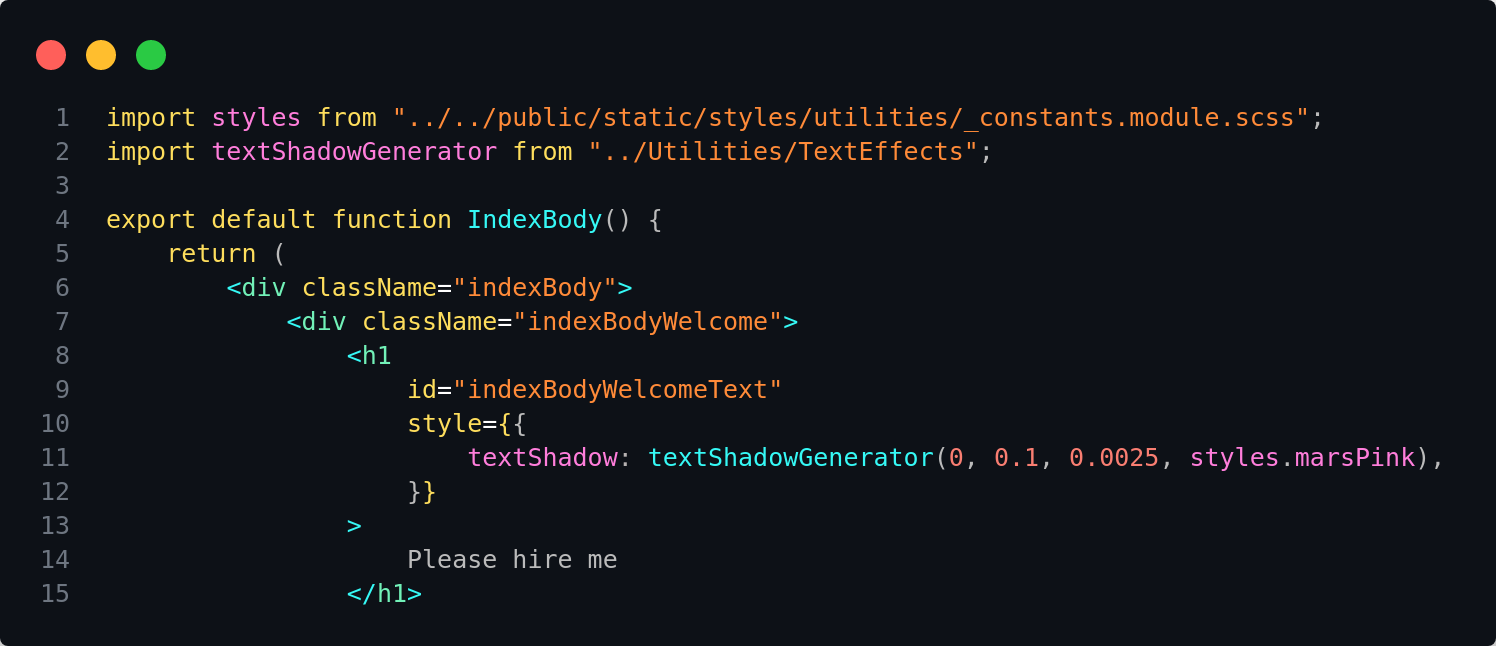 1 import styles from "../../public/static/styles/utilities/_constants.module.scss";
2 import textShadowGenerator from "../Utilities/TextEffects";
3
4 export default function IndexBody() {
5     return (
6         <div className="indexBody">
7             <div className="indexBodyWelcome">
8                 <h1
9                     id="indexBodyWelcomeText"
10                     style={{
11                         textShadow: textShadowGenerator(0, 0.1, 0.0025, styles.marsPink),
12                     }}
13                 >
14                     Please hire me
15                 </h1>